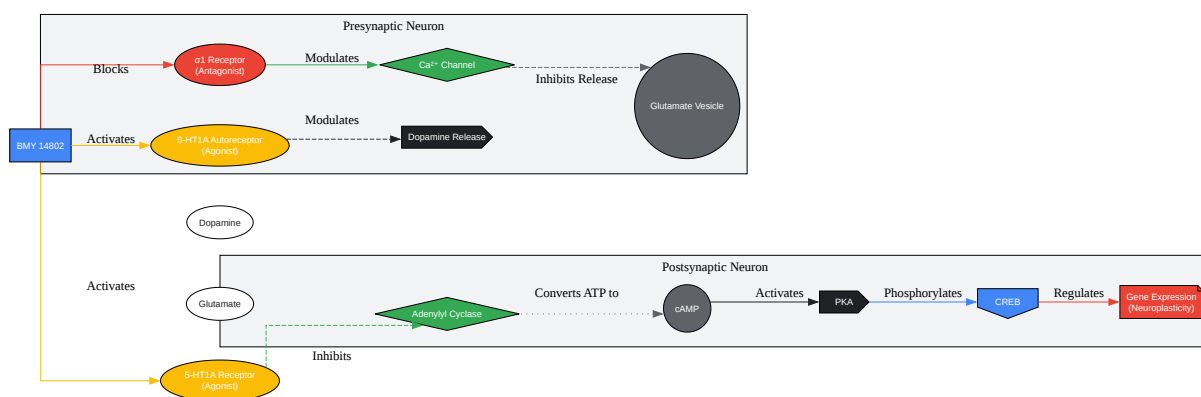 Presynaptic Neuron
Blocks
σ1 Receptor
(Antagonist)
Modulates
Ca²⁺ Channel
Inhibits Release
Glutamate Vesicle
BMY 14802
Activates
5-HT1A Autoreceptor
(Agonist)
Modulates
Dopamine Release
Dopamine
Postsynaptic Neuron
Activates
Glutamate
Adenylyl Cyclase
Converts ATP to
cAMP
Activates
PKA
Phosphorylates
CREB
Regulates
Gene Expression
(Neuroplasticity)
Inhibits
5-HT1A Receptor
(Agonist)